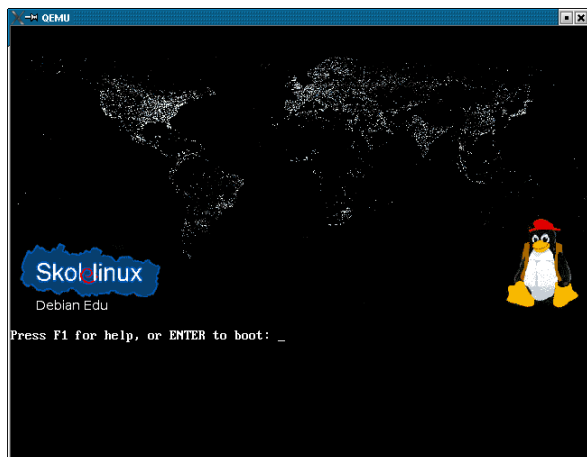 QEMU
Skolelinux
Debian Edu
Press F1 for help, or ENTER to boot: _